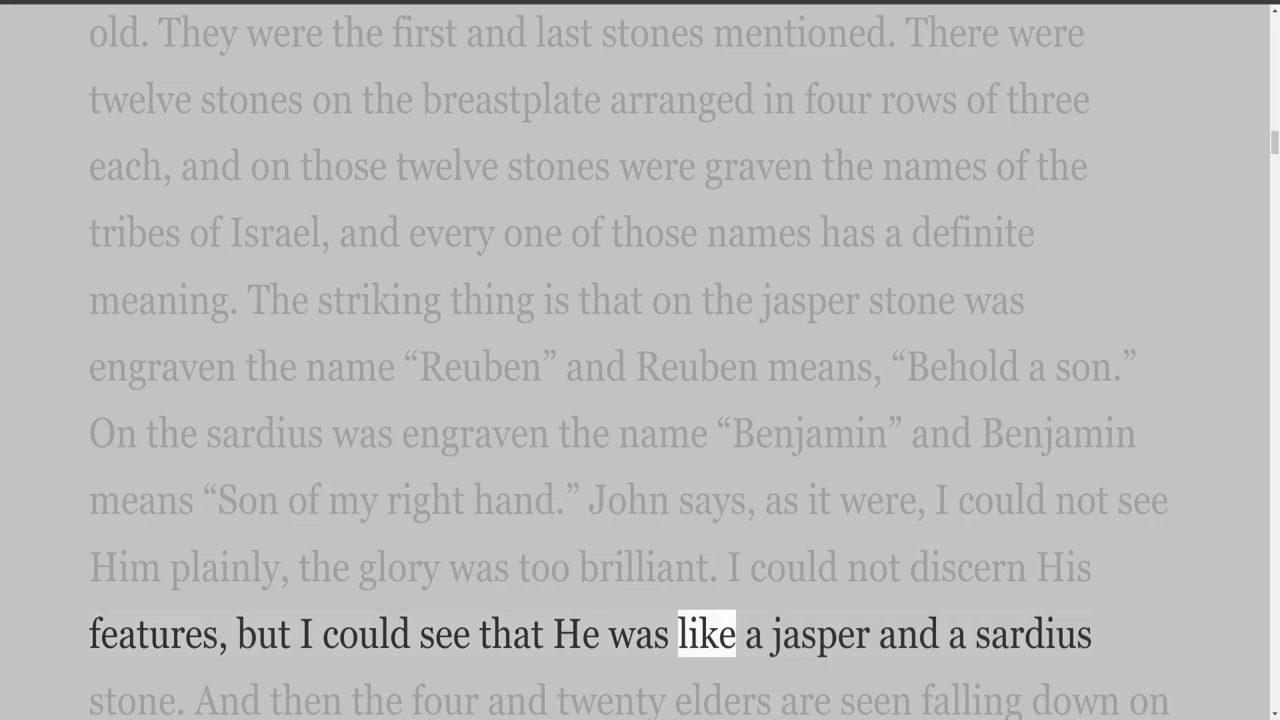 old. They were the first and last stones mentioned. There were
twelve stones on the breastplate arranged in four rows of three
each, and on those twelve stones were graven the names of the
tribes of Israel, and every one of those names has a definite
meaning. The striking thing is that on the jasper stone was
engraven the name “Reuben” and Reuben means, “Behold a son.”
On the sardius was engraven the name “Benjamin” and Benjamin
means “Son of my right hand.” John says, as it were, I could not see
Him plainly, the glory was too brilliant. I could not discern His
features, but I could see that He was like a jasper and a sardius
stone. And then the four and twenty elders are seen falling down on